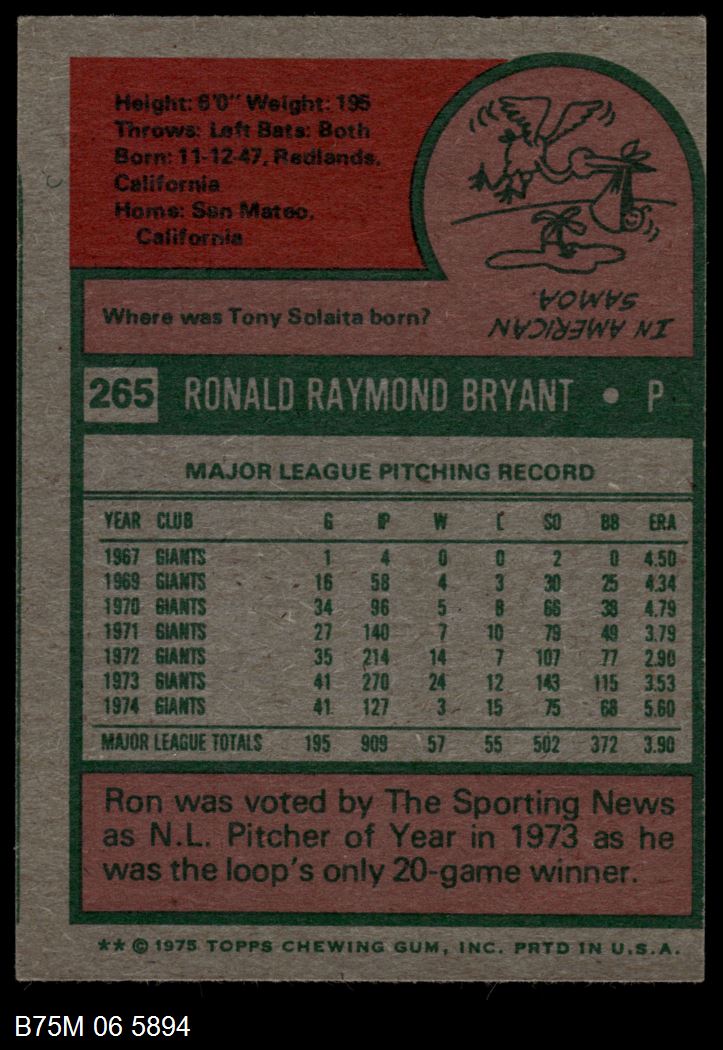 Height: 6'0" Weight: 195
Throws: Left Bats: Both
Born: 11-12-47, Redlands,
California
Home: San Mateo,
California
Where was Tony Solaita born?
IN AMERICAN
SAMOA.
265 RONALD RAYMOND BRYANT • P
MAJOR LEAGUE PITCHING RECORD
YEAR CLUB G IP W L SO BB ERA
1967 GIANTS 1 4 0 0 2 0 4.50
1969 GIANTS 16 58 4 3 30 25 4.34
1970 GIANTS 34 96 5 8 66 38 4.79
1971 GIANTS 27 140 7 10 79 49 3.79
1972 GIANTS 35 214 14 7 107 77 2.90
1973 GIANTS 41 270 24 12 143 115 3.53
1974 GIANTS 41 127 3 15 75 68 5.60
MAJOR LEAGUE TOTALS 195 909 57 55 502 372 3.90
Ron was voted by The Sporting News
as N.L. Pitcher of Year in 1973 as he
was the loop's only 20-game winner.
** © 1975 TOPPS CHEWING GUM, INC. PRTD IN U.S.A.
B75M 06 5894